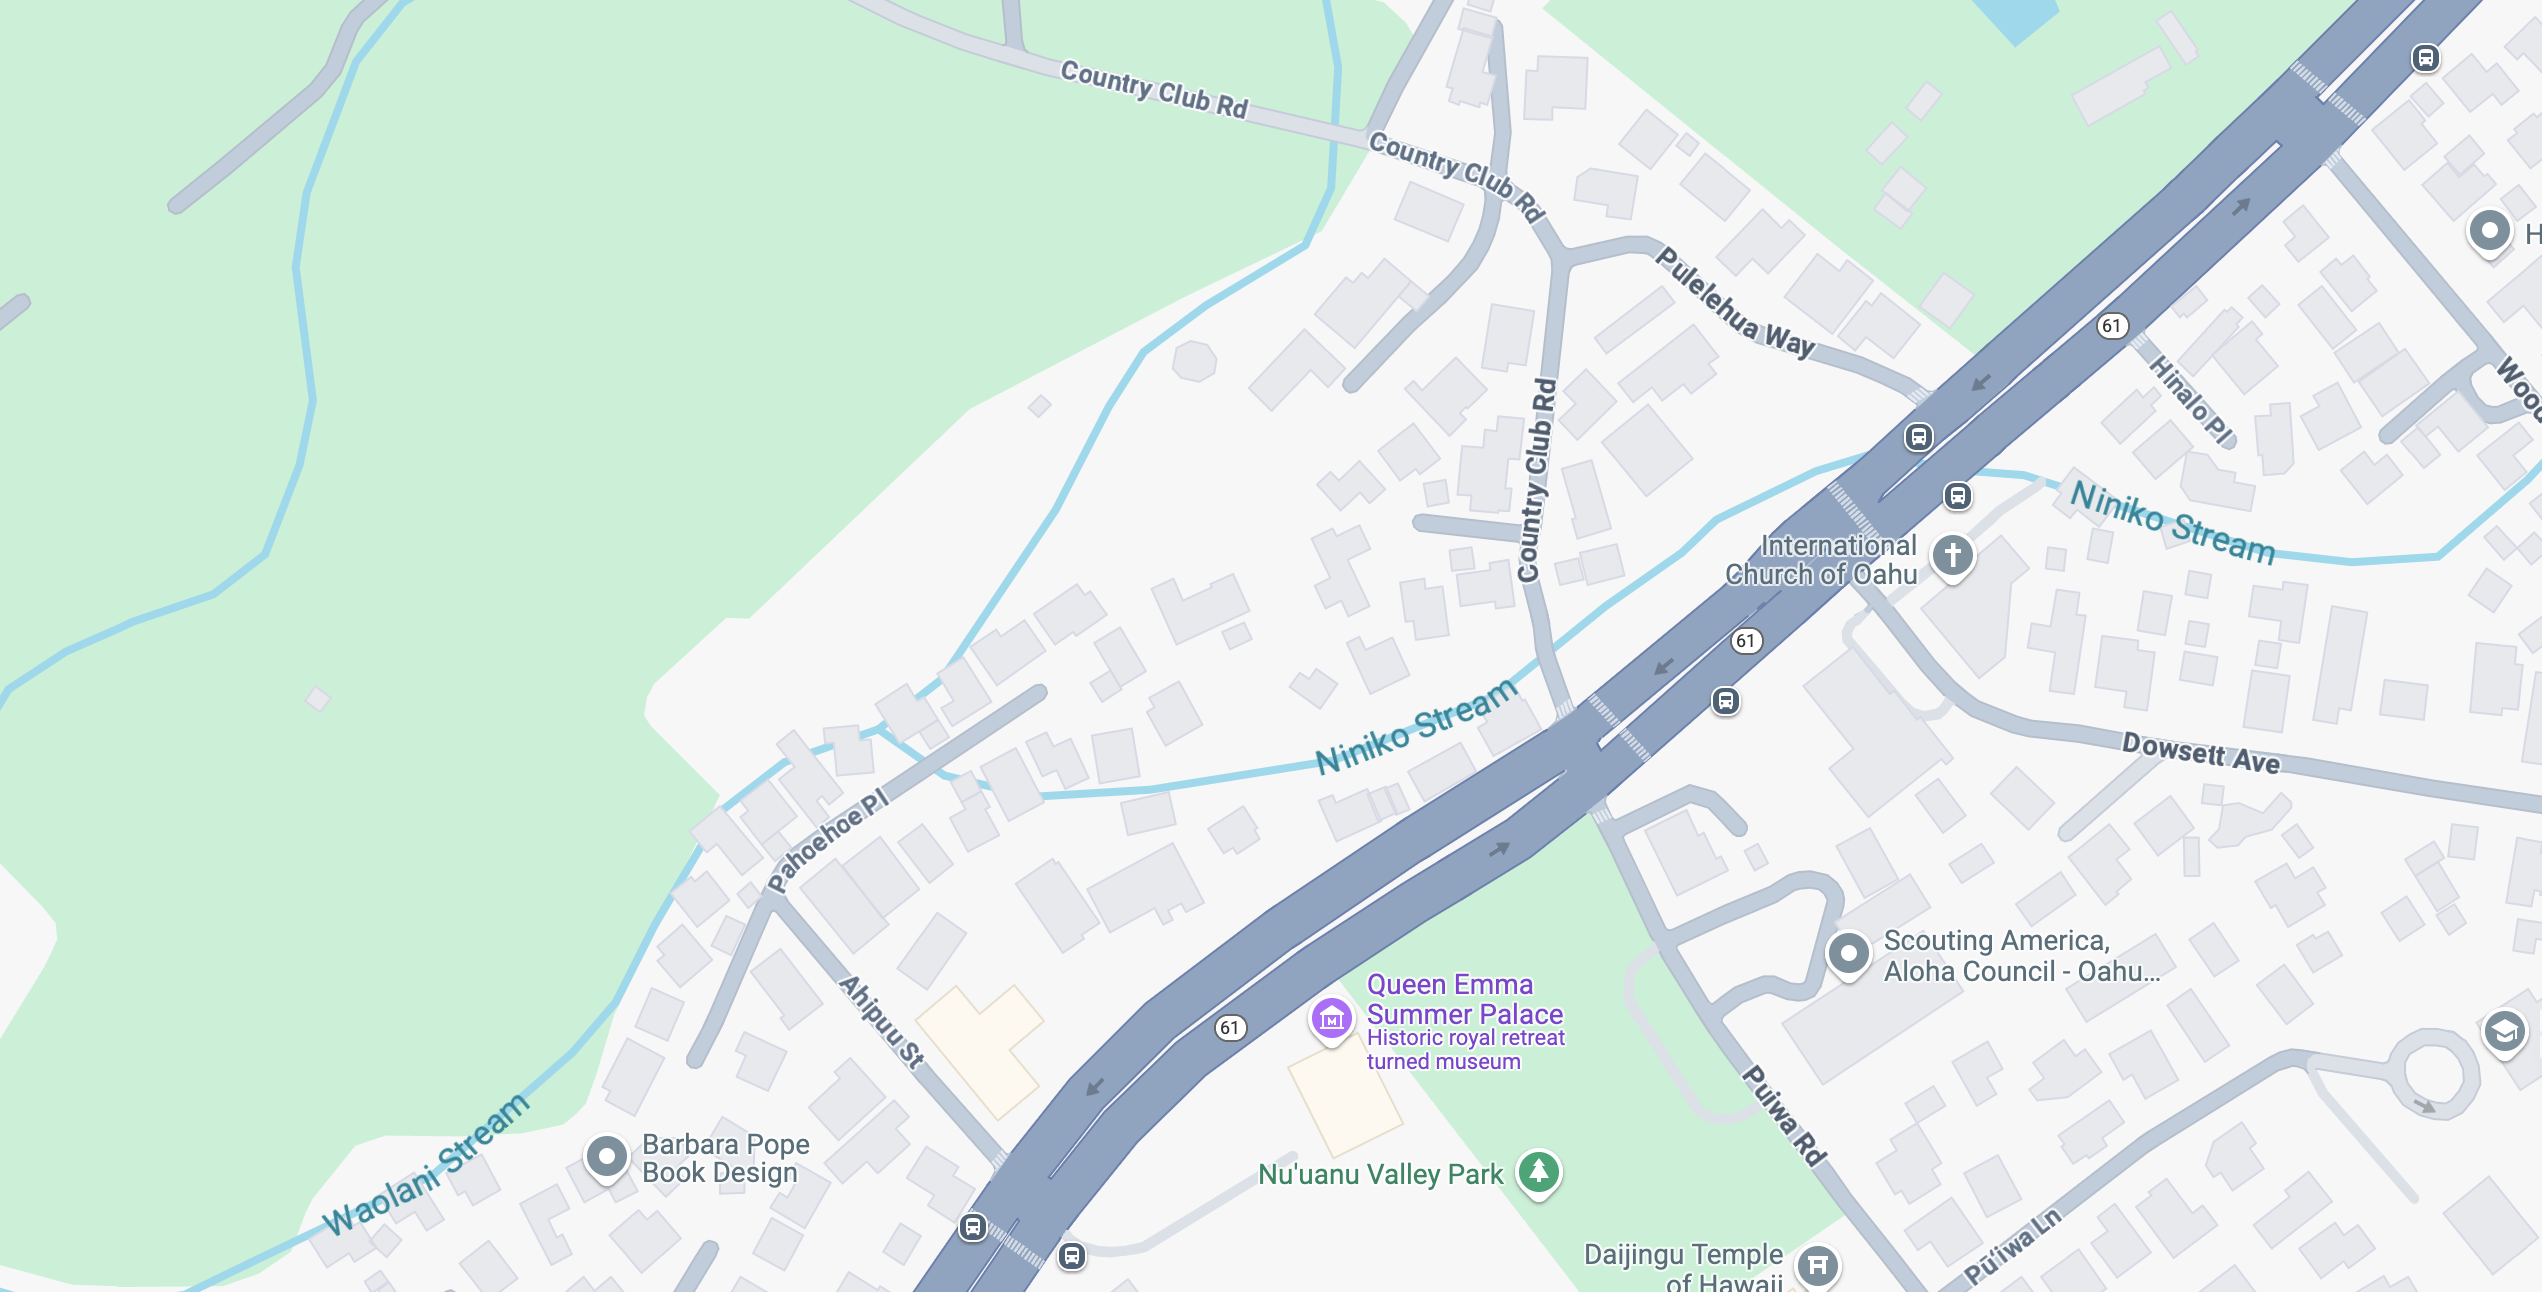 Country Club Rd
Country Club Rd
Pulelehua Way
61
H
Hinalo Pl
Country Club Rd
Niniko Stream
International
Church of Oahu
61
Niniko Stream
Dowsett Ave
Pahoehoe Pl
Scouting America,
Aloha Council - Oahu...
Queen Emma
Summer Palace
Historic royal retreat
turned museum
61
Ahipuu St
Puiwa Rd
Waolani Stream
Barbara Pope
Book Design
Nu'uanu Valley Park
Pu'iwa Ln
Daijingu Temple
of Hawaii